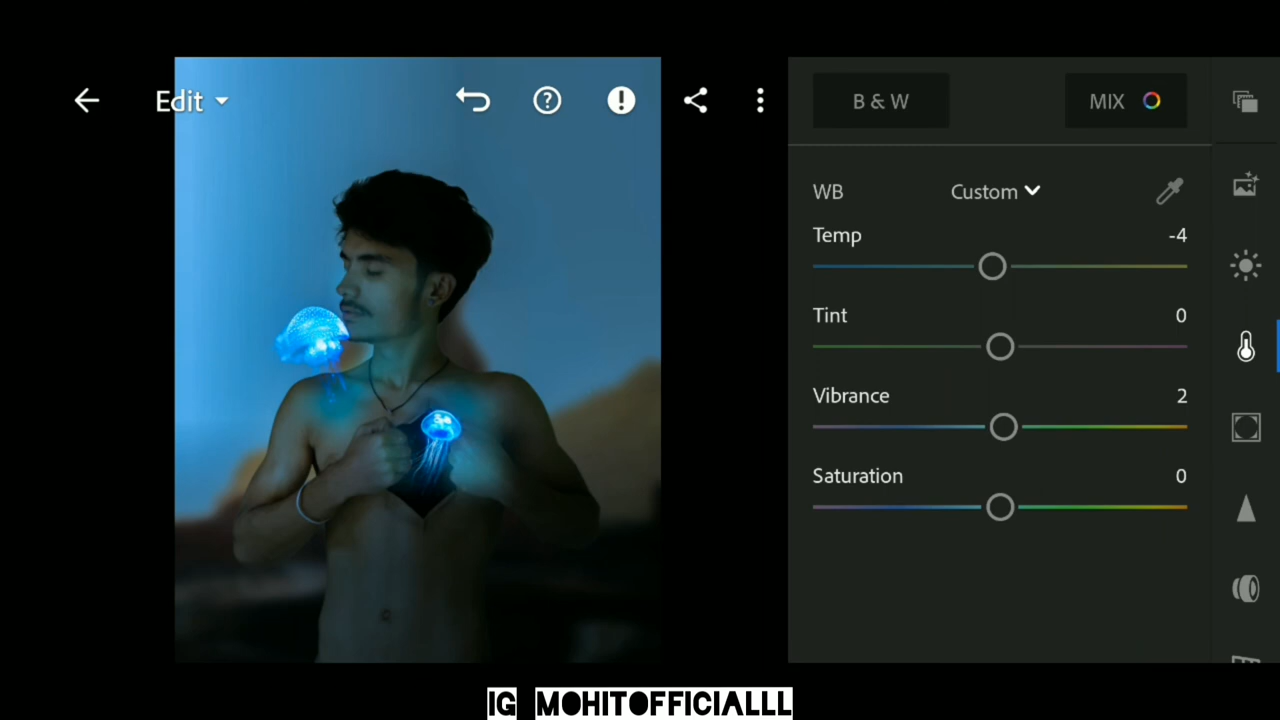 Edit
B & W
MIX
WB
Custom
Temp
-4
Tint
0
Vibrance
2
Saturation
0
IG MOHITOFFICIALLL